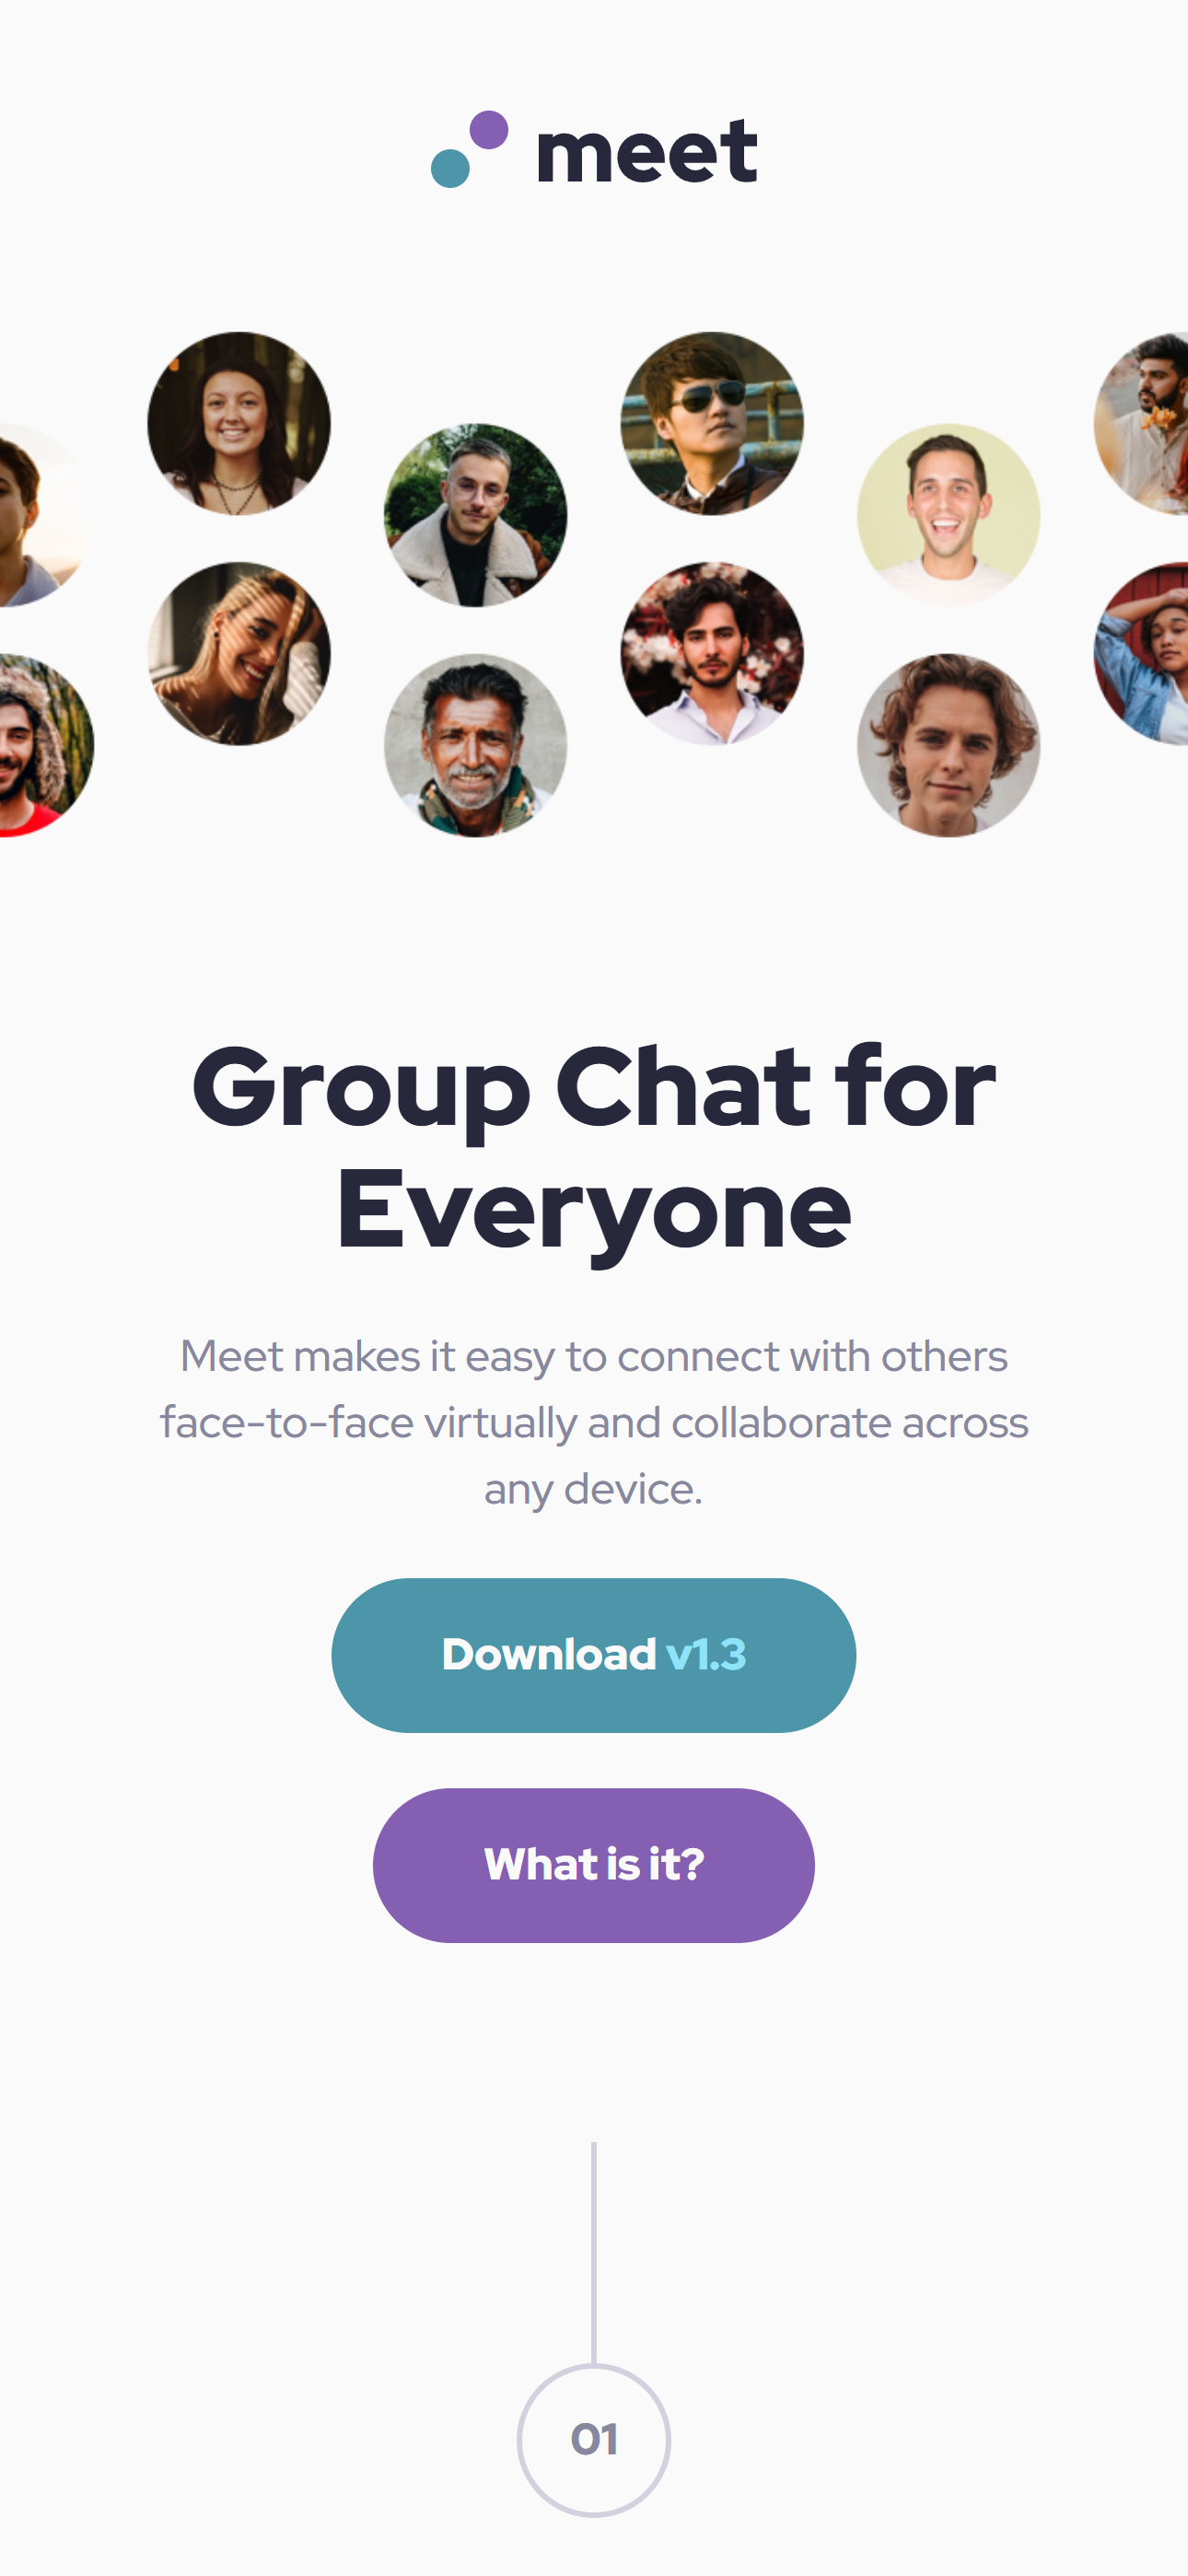 meet
Group Chat for
Everyone
Meet makes it easy to connect with others
face-to-face virtually and collaborate across
any device.
Download v1.3
What is it?
01